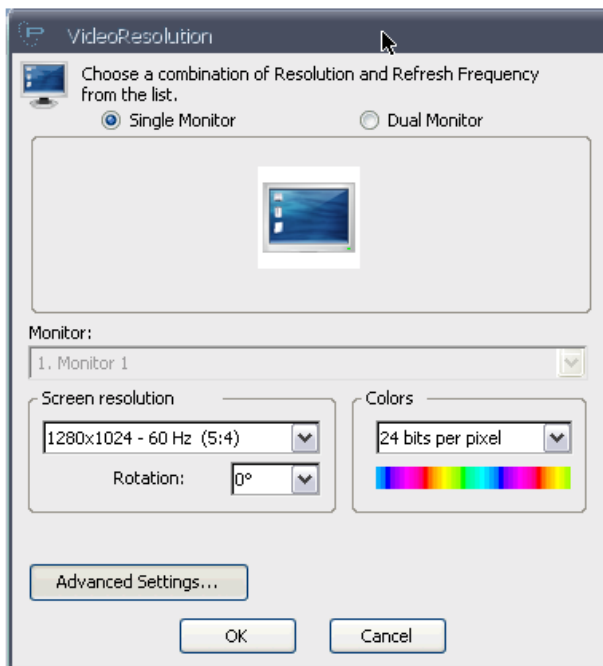 VideoResolution
Choose a combination of Resolution and Refresh Frequency
from the list.
Single Monitor Dual Monitor
Monitor:
1. Monitor 1
Screen resolution Colors
1280x1024 - 60 Hz (5:4) 24 bits per pixel
Rotation: 0°
Advanced Settings...
OK Cancel